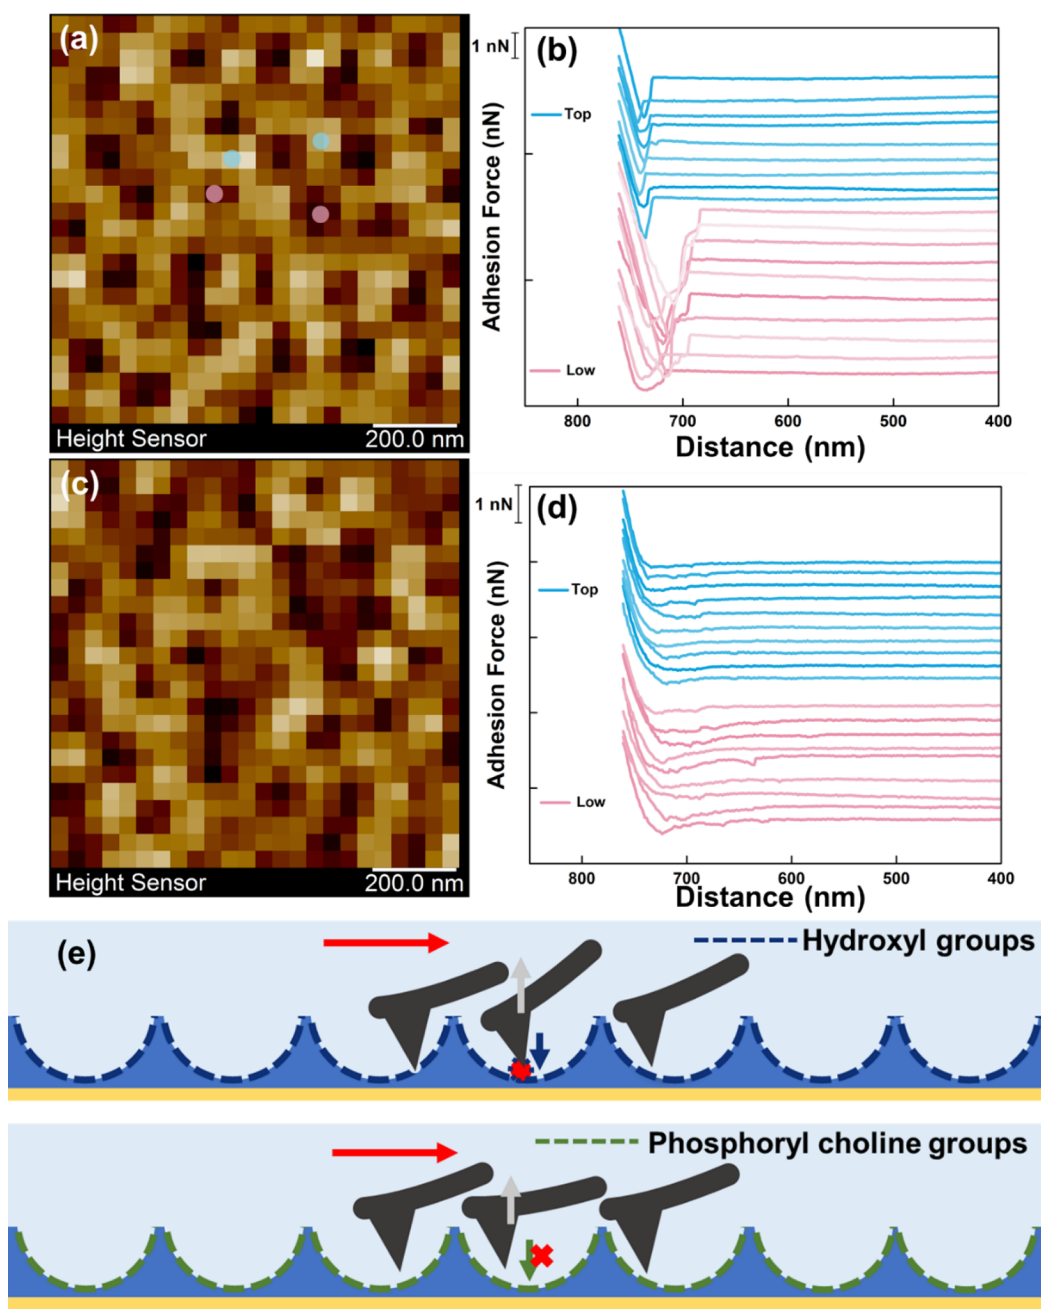 (a)
Height Sensor
200.0 nm
1 nN
(b)
Adhesion Force (nN)
Top
Low
800 700 600 500 400
Distance (nm)
(c)
Height Sensor
200.0 nm
1 nN
(d)
Adhesion Force (nN)
Top
Low
800 700 600 500 400
Distance (nm)
(e)
Hydroxyl groups
Phosphoryl choline groups